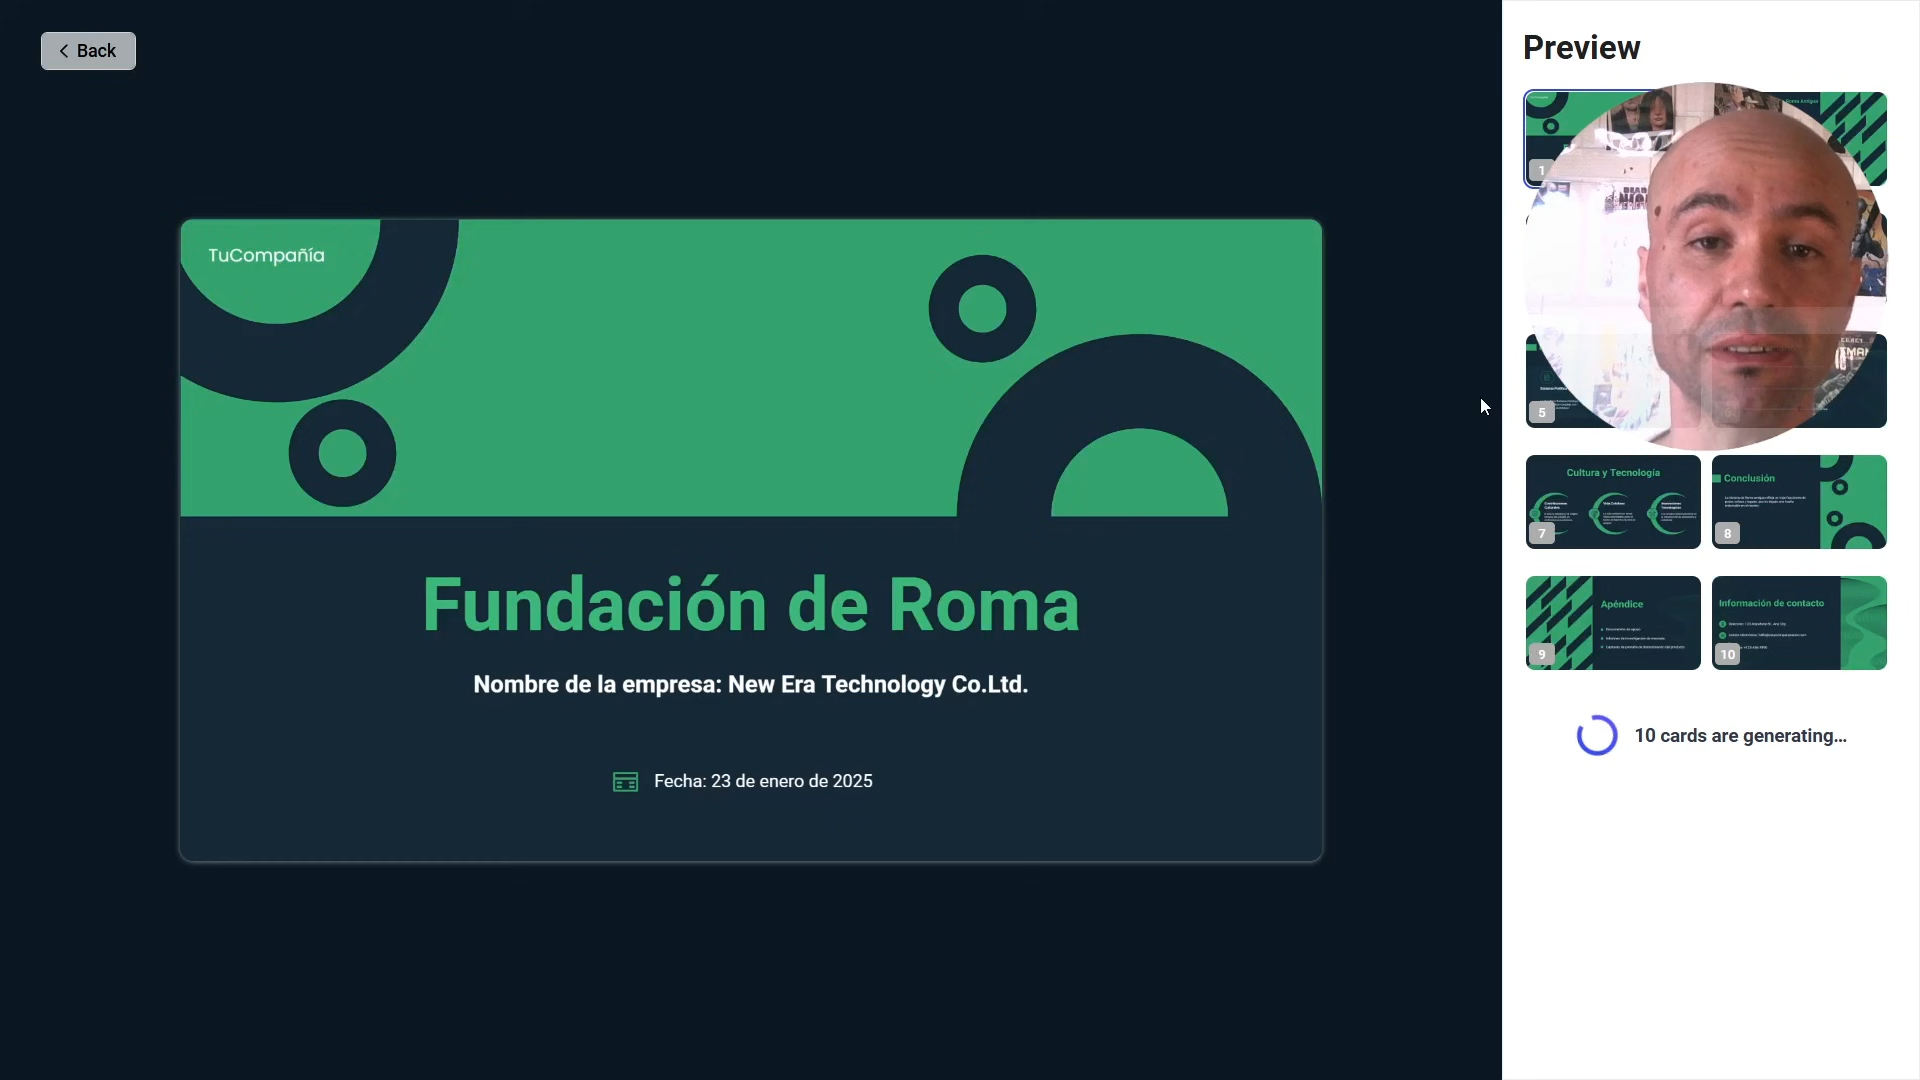 Back
TuCompañía
Fundación de Roma
Nombre de la empresa: New Era Technology Co.Ltd.
Fecha: 23 de enero de 2025
Preview
Roma Antigua
1
5
Cultura y Tecnología
7
Conclusión
8
Apéndice
9
Información de contacto
10
10 cards are generating...